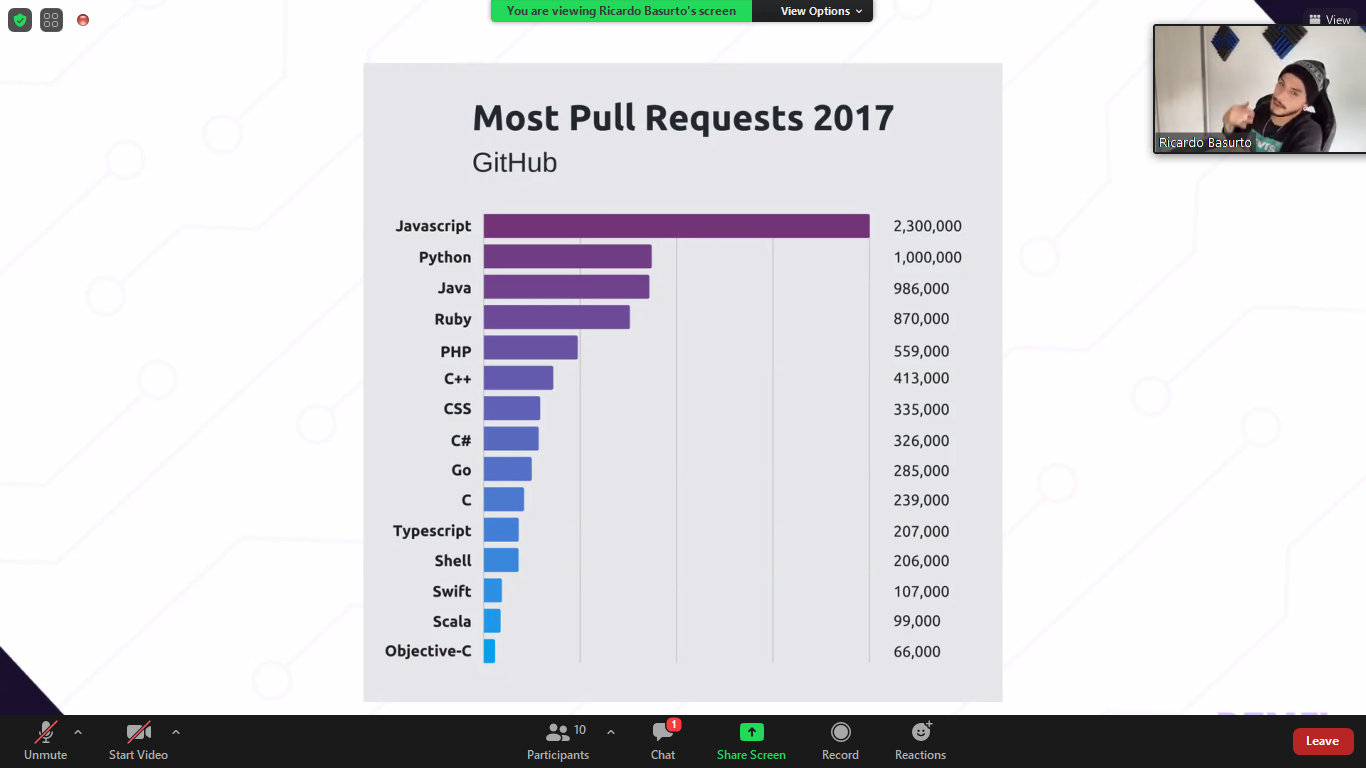 You are viewing Ricardo Basurto's screen
View Options
View
Ricardo Basurto
Most Pull Requests 2017
GitHub
Javascript 2,300,000
Python 1,000,000
Java 986,000
Ruby 870,000
PHP 559,000
C++ 413,000
CSS 335,000
C# 326,000
Go 285,000
C 239,000
Typescript 207,000
Shell 206,000
Swift 107,000
Scala 99,000
Objective-C 66,000
10
1
Unmute
Start Video
Participants
Chat
Share Screen
Record
Reactions
Leave